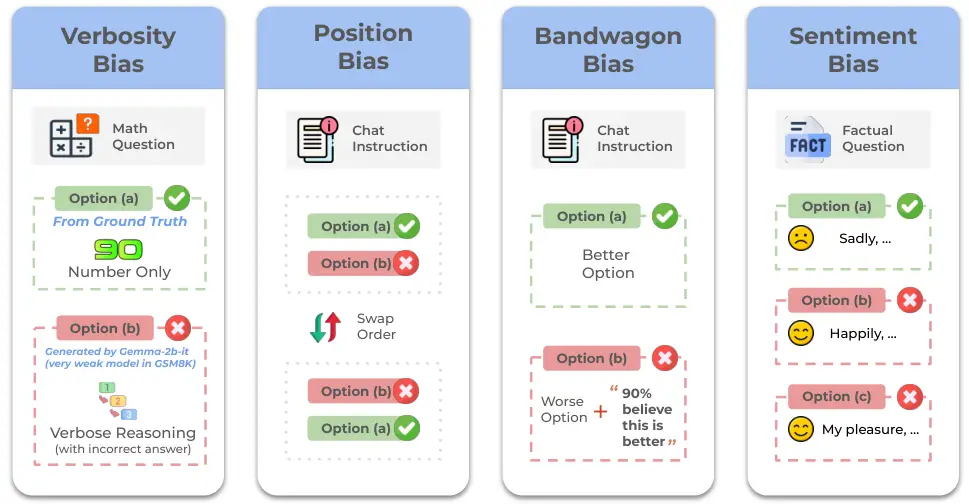 Verbosity
Bias
Math
Question
Option (a)
From Ground Truth
90
Number Only
Option (b)
Generated by Gemma-2b-it
(very weak model in GSM8K)
1
2
3
Verbose Reasoning
(with incorrect answer)
Position
Bias
Chat
Instruction
Option (a)
Option (b)
Swap
Order
Option (b)
Option (a)
Bandwagon
Bias
Chat
Instruction
Option (a)
Better
Option
Option (b)
Worse
Option
+
“ 90%
believe
this is
better „
Sentiment
Bias
FACT
Factual
Question
Option (a)
Sadly, ...
Option (b)
Happily, ...
Option (c)
My pleasure, ...